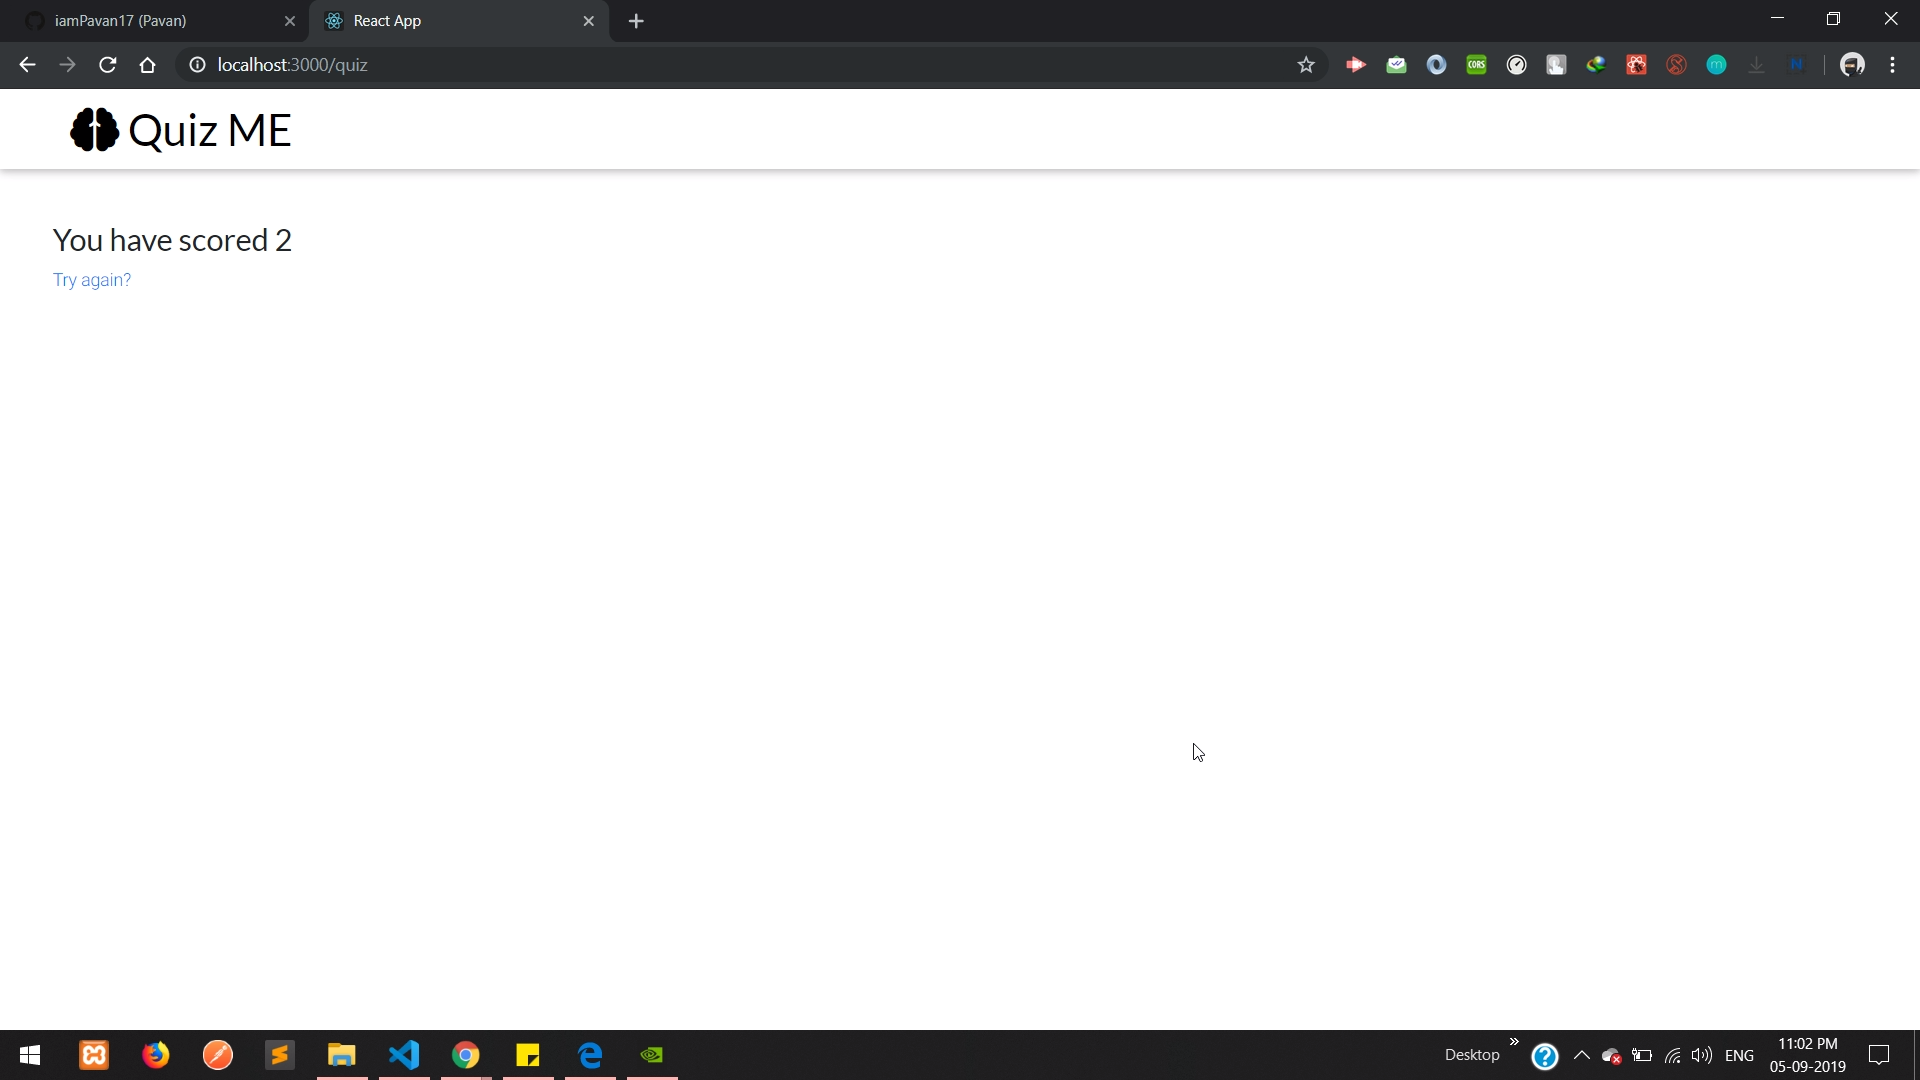 iamPavan17 (Pavan)
React App
localhost:3000/quiz
CORS
m
N
Quiz ME
You have scored 2
Try again?
Desktop
ENG
11:02 PM
05-09-2019